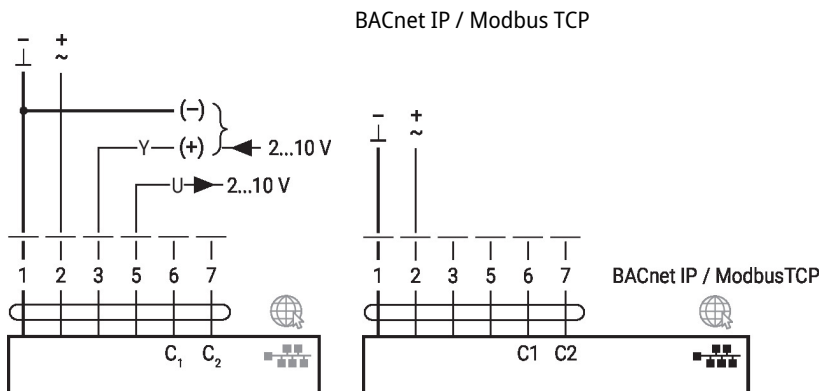 BACnet IP / Modbus TCP
– +
⊥ ~
(–)
Y (+) 2...10 V
U 2...10 V
– +
⊥ ~
1 2 3 5 6 7
1 2 3 5 6 7 BACnet IP / ModbusTCP
C₁ C₂
C1 C2